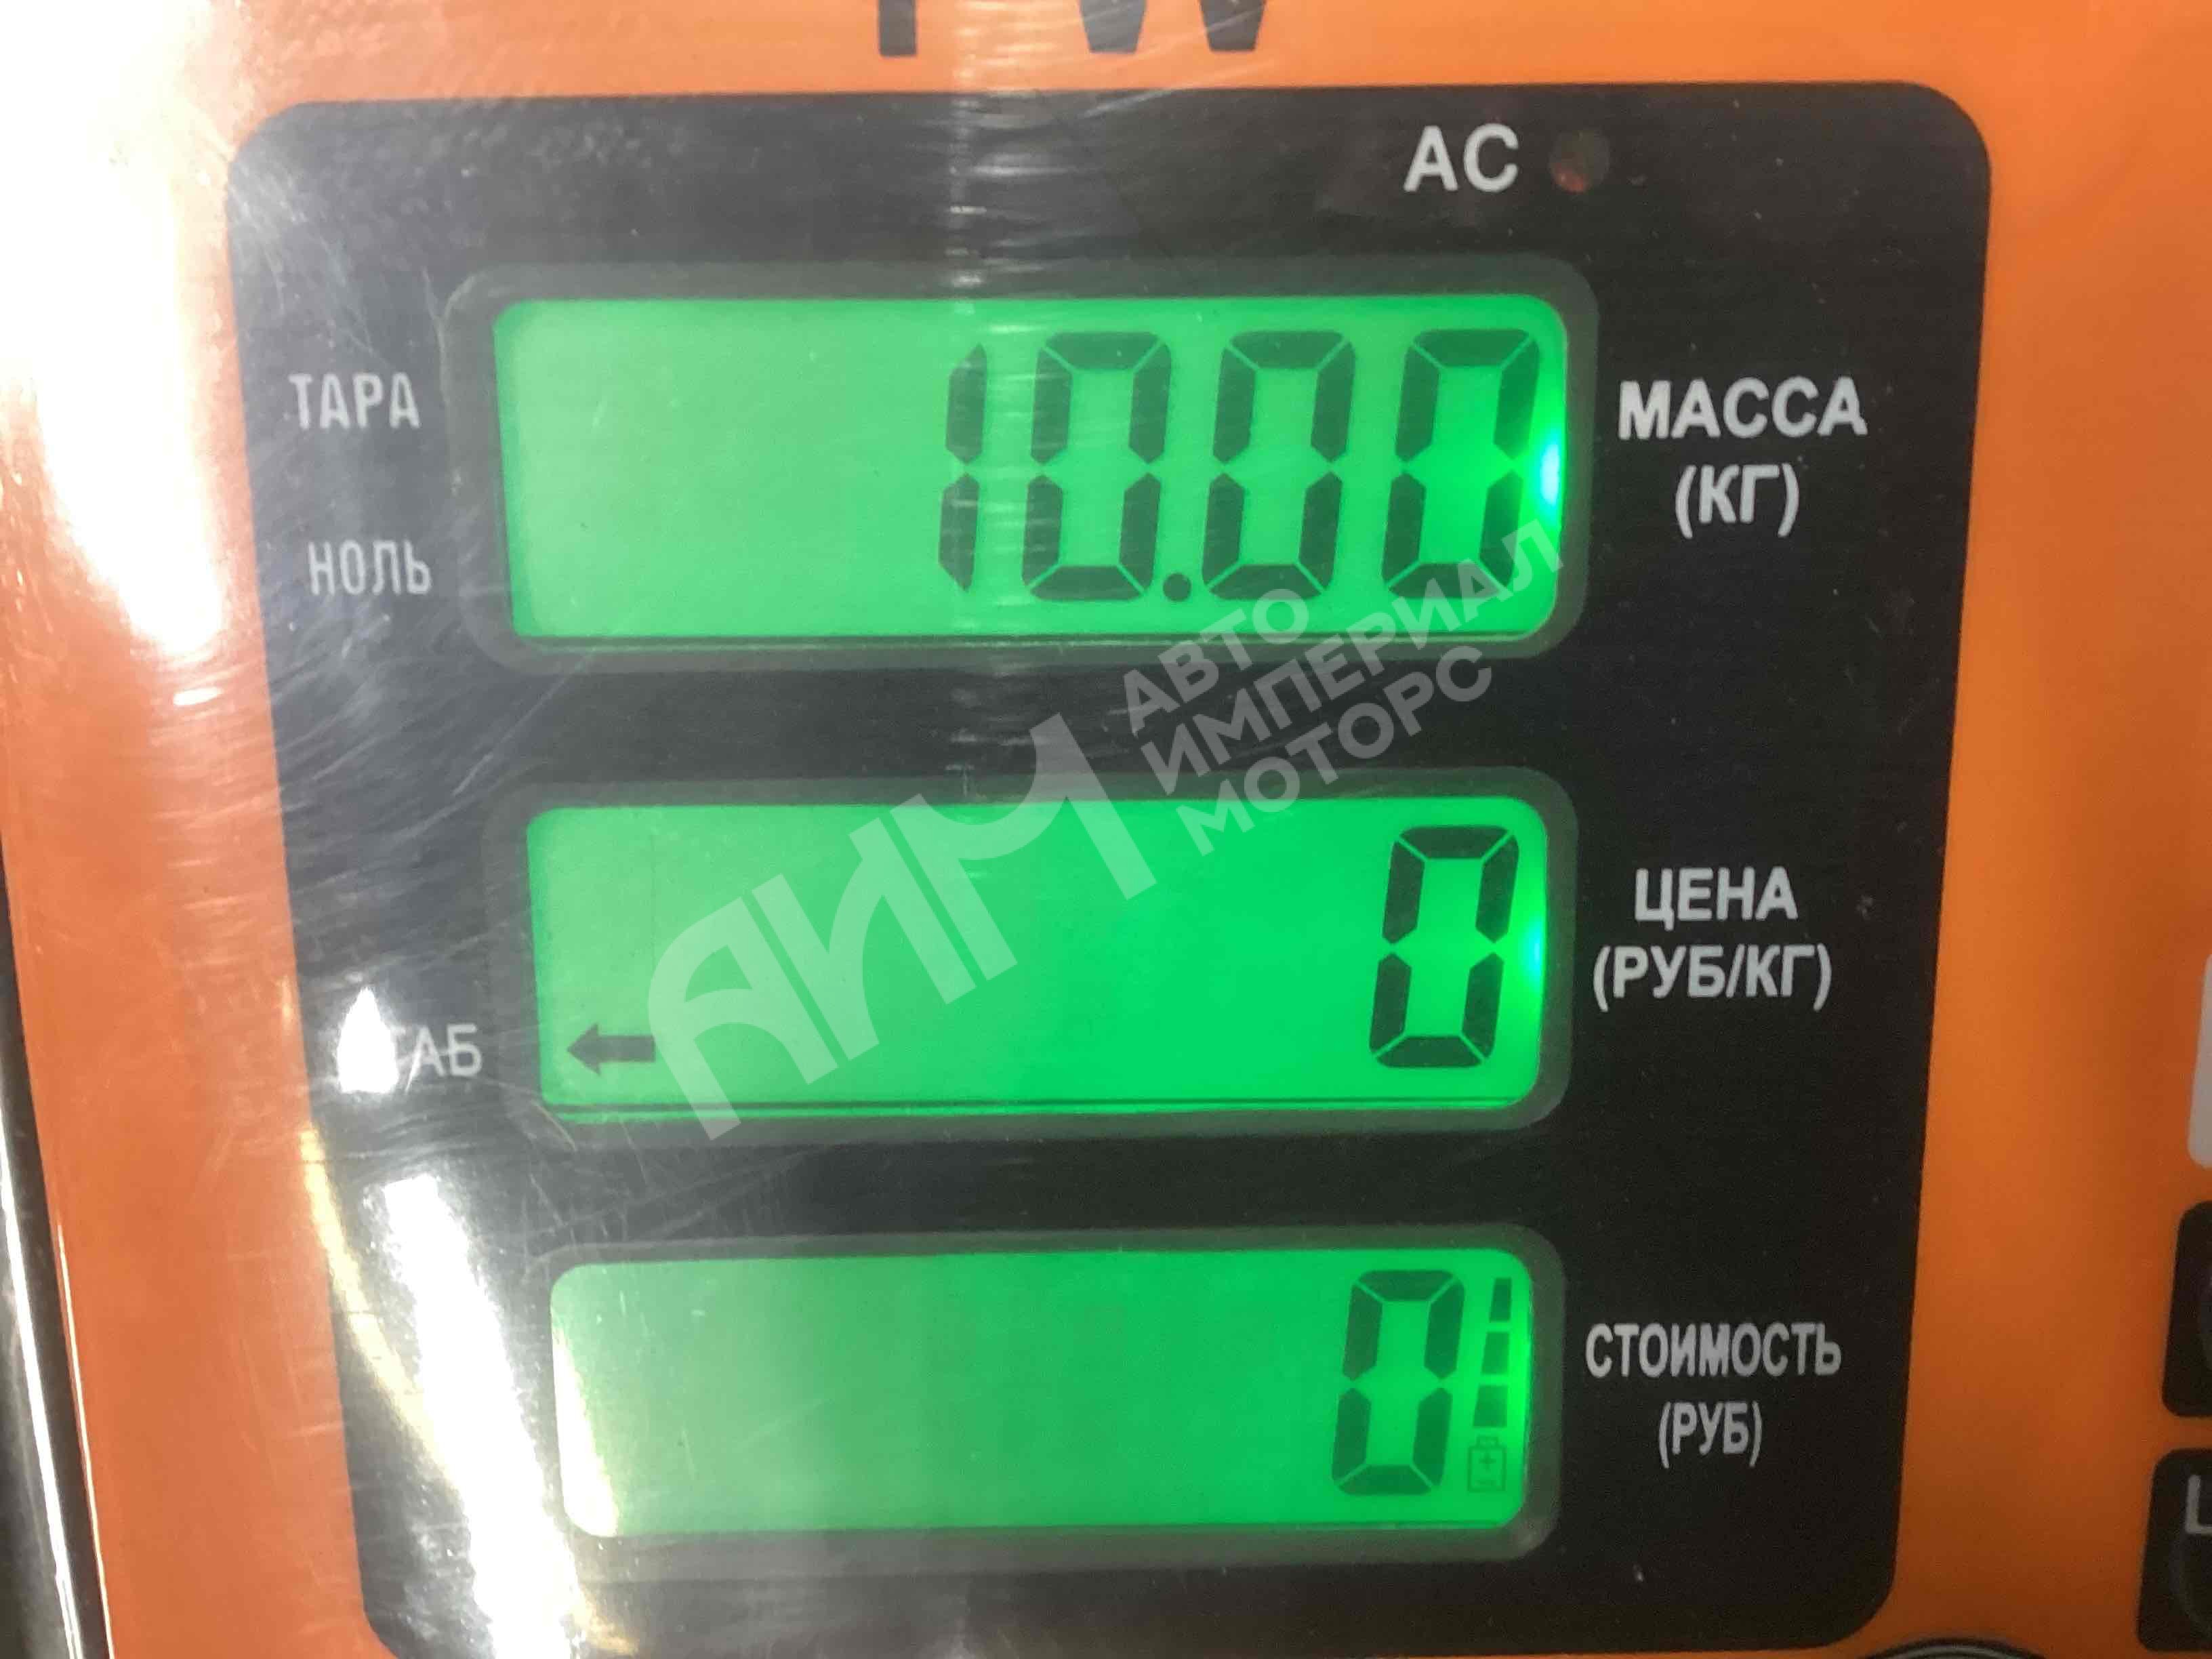 AC
ТАРА
НОЛЬ
10.00
МАССА
(КГ)
АИМ
АВТО
ИМПЕРИАЛ
МОТОРС
0
ЦЕНА
(РУБ/КГ)
0
СТОИМОСТЬ
(РУБ)